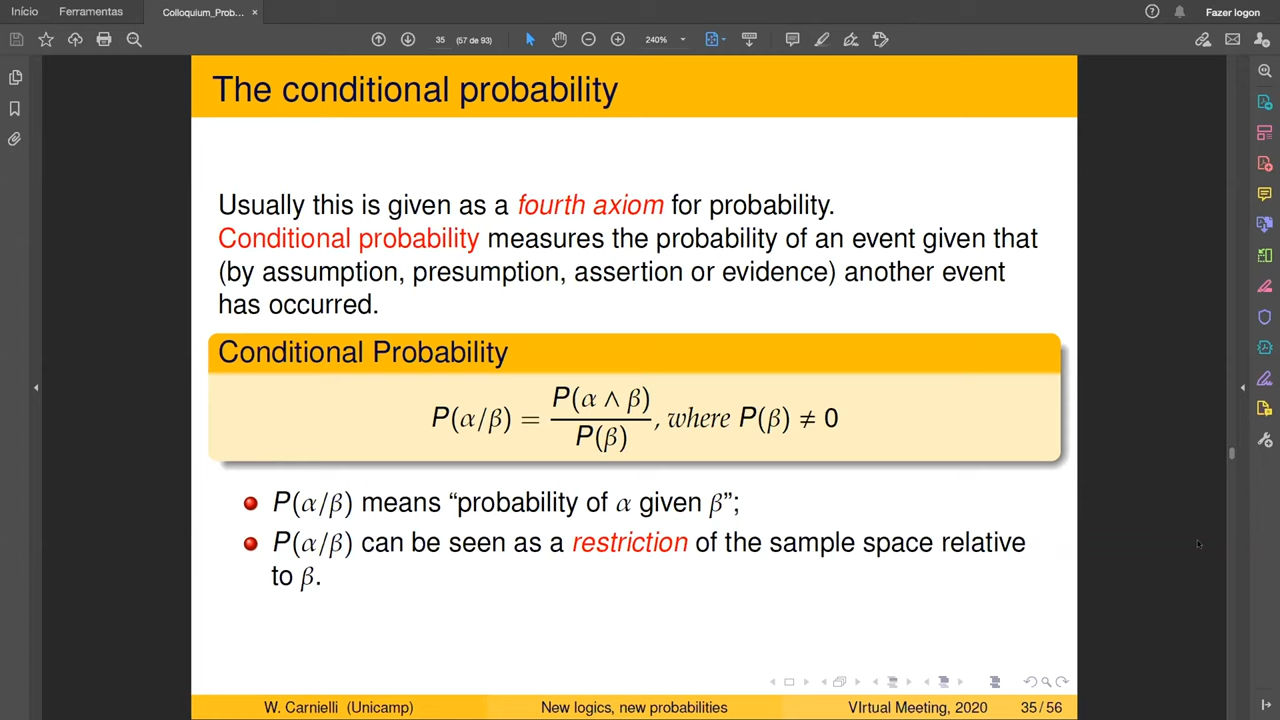 Início Ferramentas Colloquium_Prob... ×
Fazer logon
35 (57 de 93) 240%
The conditional probability
Usually this is given as a fourth axiom for probability.
Conditional probability measures the probability of an event given that
(by assumption, presumption, assertion or evidence) another event
has occurred.
Conditional Probability
P(α/β) = P(α ∧ β) / P(β), where P(β) ≠ 0
P(α/β) means “probability of α given β”;
P(α/β) can be seen as a restriction of the sample space relative
to β.
W. Carnielli (Unicamp) New logics, new probabilities VIrtual Meeting, 2020 35 / 56